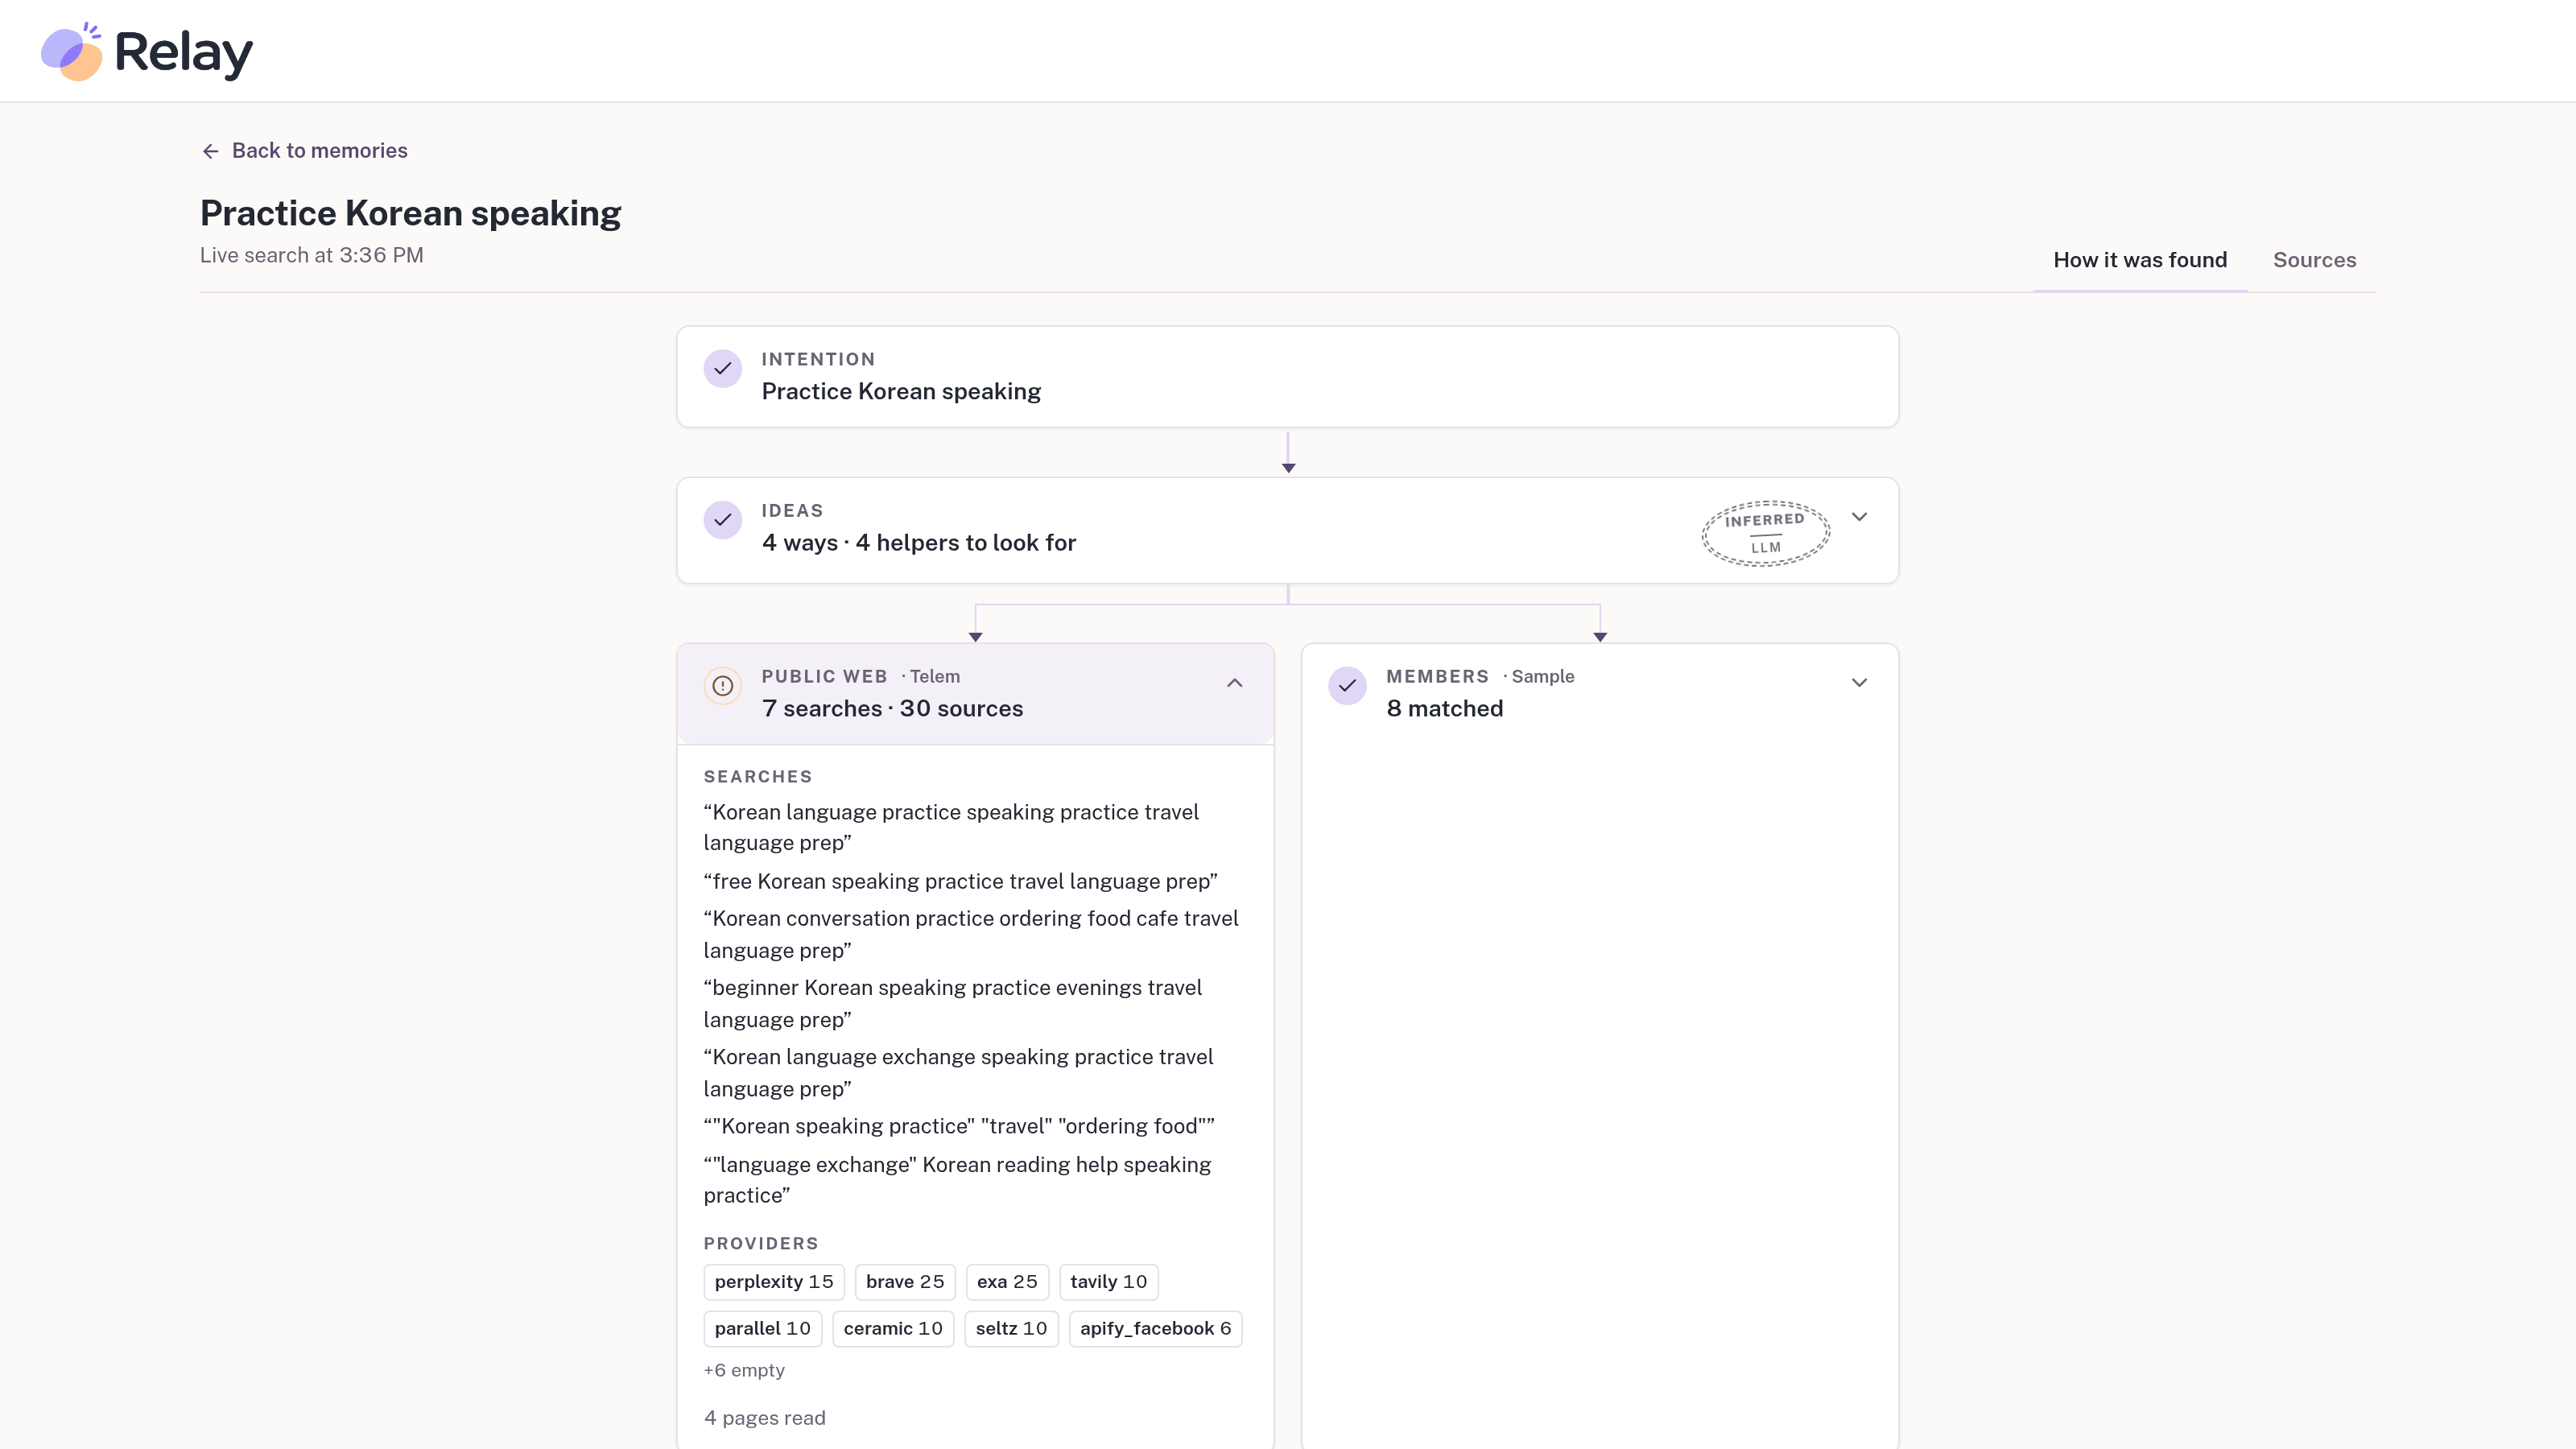 Relay
Back to memories
Practice Korean speaking
Live search at 3:36 PM
How it was found
Sources
INTENTION
Practice Korean speaking
IDEAS
4 ways · 4 helpers to look for
INFERRED
LLM
PUBLIC WEB · Telem
7 searches · 30 sources
SEARCHES
“Korean language practice speaking practice travel
language prep”
“free Korean speaking practice travel language prep”
“Korean conversation practice ordering food cafe travel
language prep”
“beginner Korean speaking practice evenings travel
language prep”
“Korean language exchange speaking practice travel
language prep”
“"Korean speaking practice" "travel" "ordering food"”
“"language exchange" Korean reading help speaking
practice”
PROVIDERS
perplexity 15
brave 25
exa 25
tavily 10
parallel 10
ceramic 10
seltz 10
apify_facebook 6
+6 empty
4 pages read
MEMBERS · Sample
8 matched